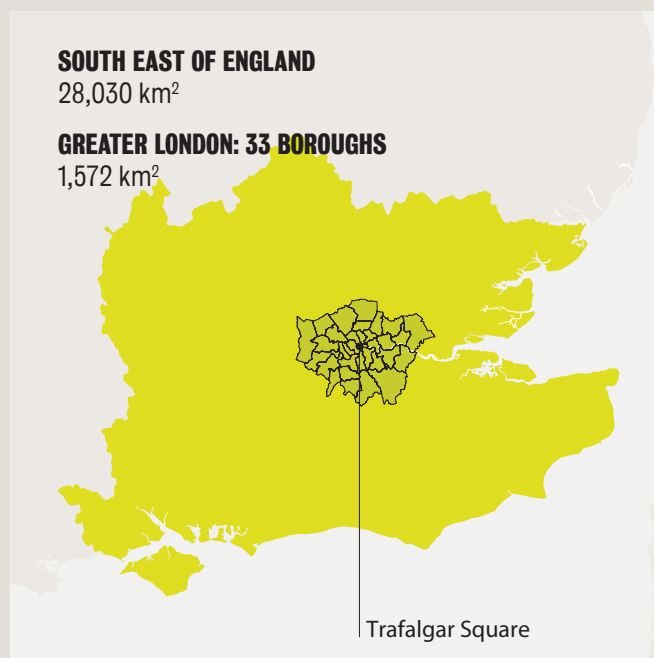 SOUTH EAST OF ENGLAND
28,030 km²
GREATER LONDON: 33 BOROUGHS
1,572 km²
Trafalgar Square